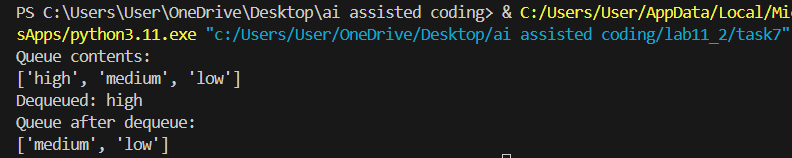 PS C:\Users\User\OneDrive\Desktop\ai assisted coding> & C:/Users/User/AppData/Local/Mic
sApps/python3.11.exe "c:/Users/User/OneDrive/Desktop/ai assisted coding/lab11_2/task7"
Queue contents:
['high', 'medium', 'low']
Dequeued: high
Queue after dequeue:
['medium', 'low']